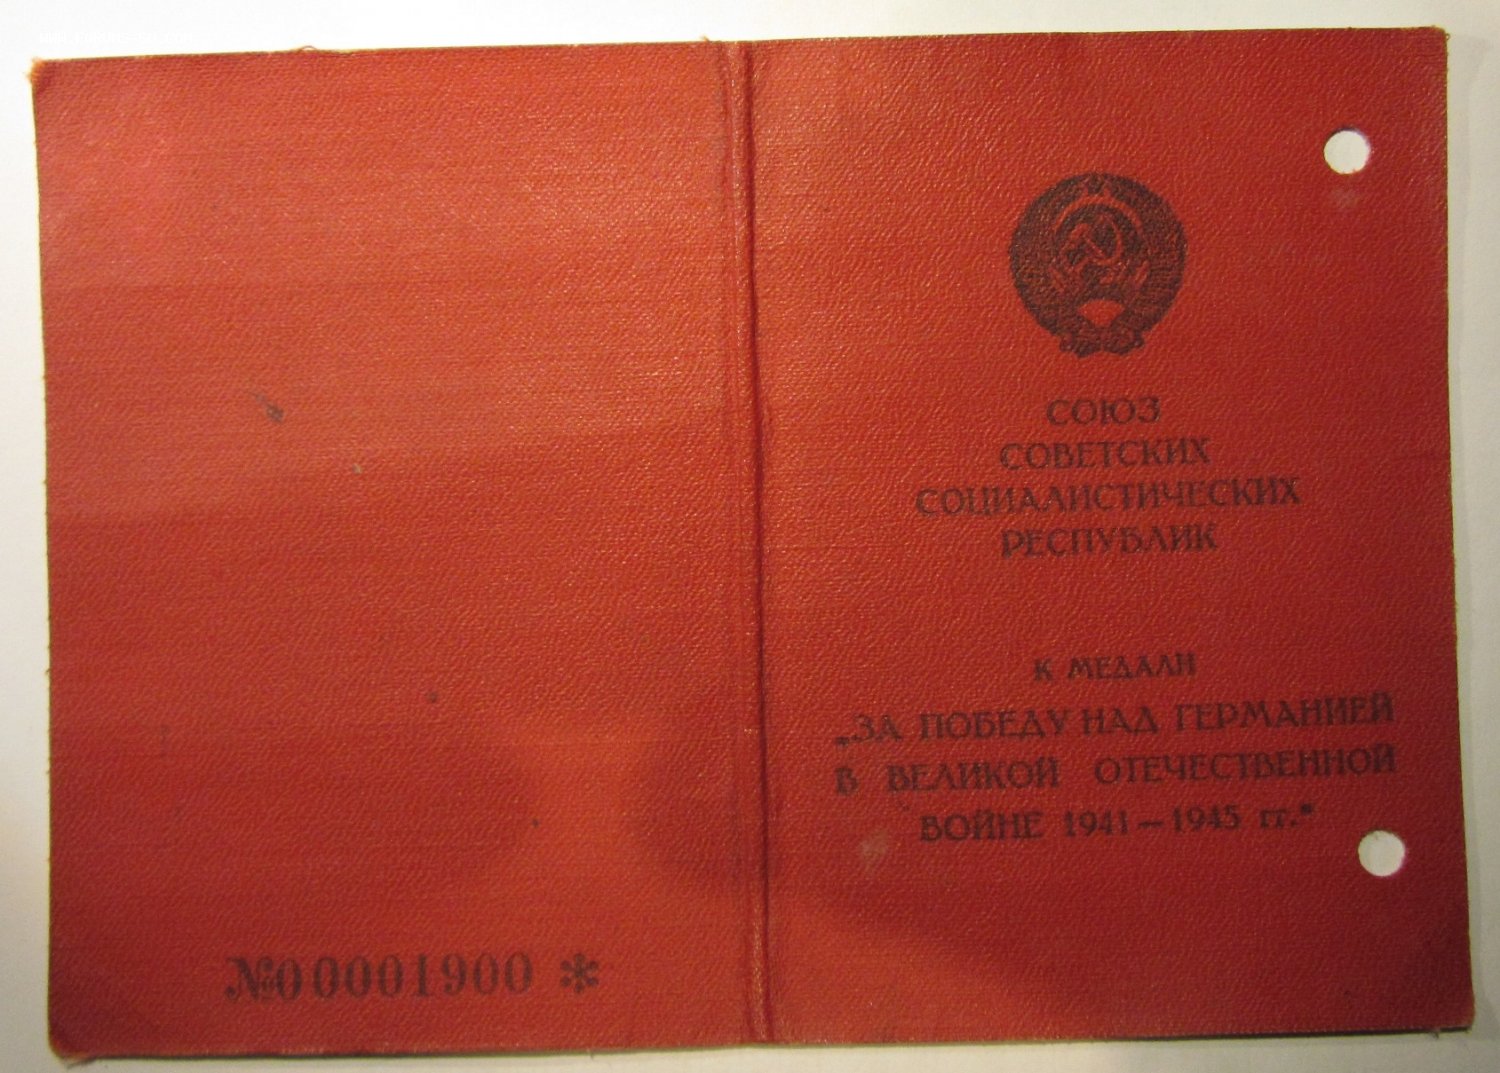 СОЮЗ
СОВЕТСКИХ
СОЦИАЛИСТИЧЕСКИХ
РЕСПУБЛИК
К МЕДАЛИ
„ЗА ПОБЕДУ НАД ГЕРМАНИЕЙ
В ВЕЛИКОЙ ОТЕЧЕСТВЕННОЙ
ВОЙНЕ 1941—1945 гг.“
№00001900 *